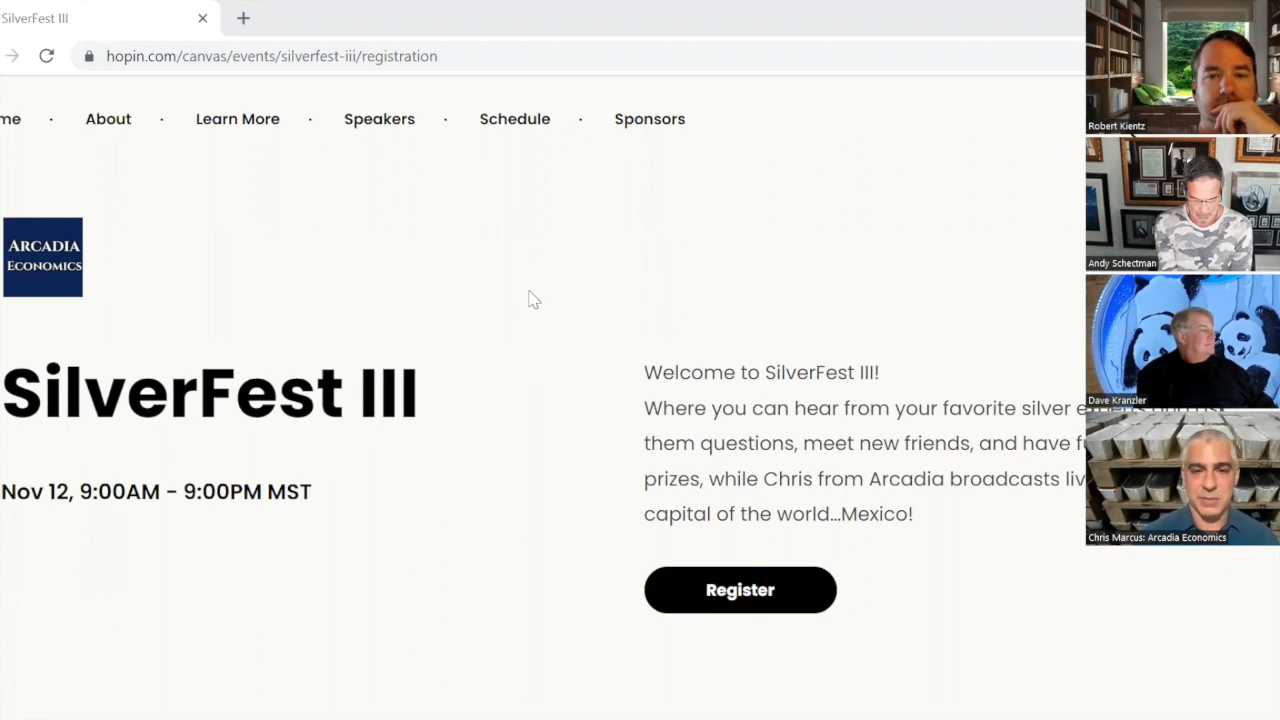 SilverFest III
hopin.com/canvas/events/silverfest-iii/registration
me · About · Learn More · Speakers · Schedule · Sponsors
ARCADIA
ECONOMICS
SilverFest III
Nov 12, 9:00AM - 9:00PM MST
Welcome to SilverFest III!
Where you can hear from your favorite silver
them questions, meet new friends, and have
prizes, while Chris from Arcadia broadcasts
capital of the world...Mexico!
Register
Robert Kientz
Andy Schectman
Dave Kranzler
Chris Marcus: Arcadia Economics